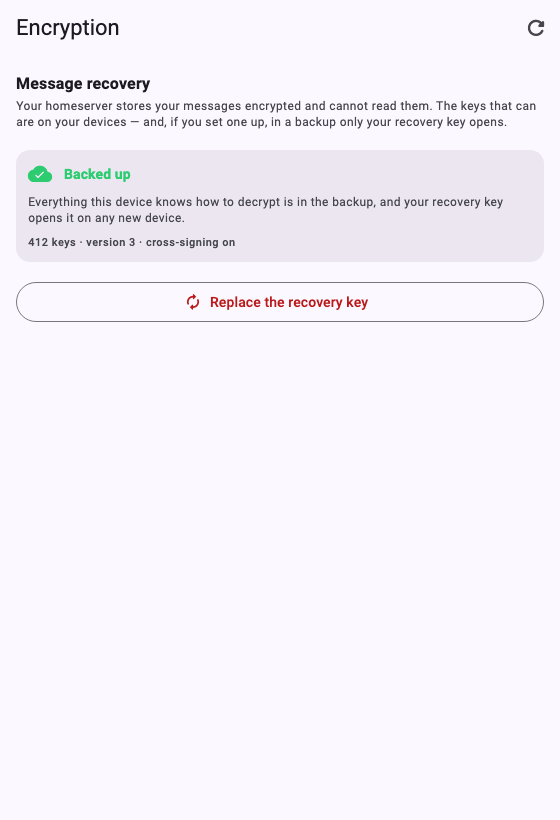 Encryption
Message recovery
Your homeserver stores your messages encrypted and cannot read them. The keys that can
are on your devices — and, if you set one up, in a backup only your recovery key opens.
Backed up
Everything this device knows how to decrypt is in the backup, and your recovery key
opens it on any new device.
412 keys · version 3 · cross-signing on
Replace the recovery key